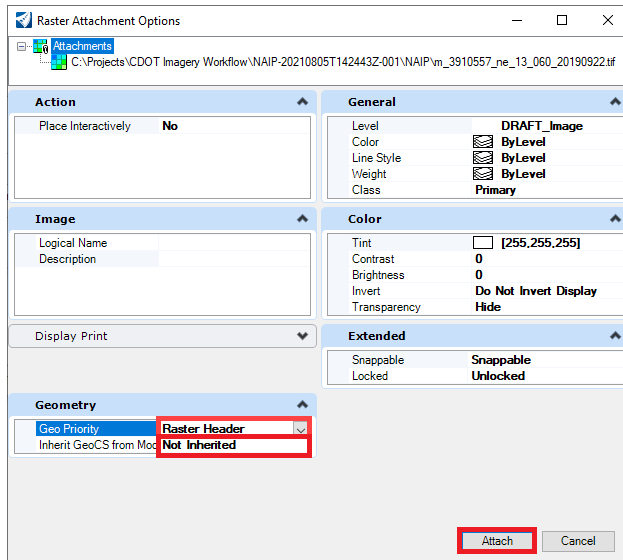 Raster Attachment Options
Attachments
C:\Projects\CDOT Imagery Workflow\NAIP-20210805T142443Z-001\NAIP\m_3910557_ne_13_060_20190922.tif
Action
Place Interactively No
General
Level DRAFT_Image
Color ByLevel
Line Style ByLevel
Weight ByLevel
Class Primary
Image
Logical Name
Description
Color
Tint [255,255,255]
Contrast 0
Brightness 0
Invert Do Not Invert Display
Transparency Hide
Display Print
Extended
Snappable Snappable
Locked Unlocked
Geometry
Geo Priority Raster Header
Inherit GeoCS from Mod Not Inherited
Attach Cancel